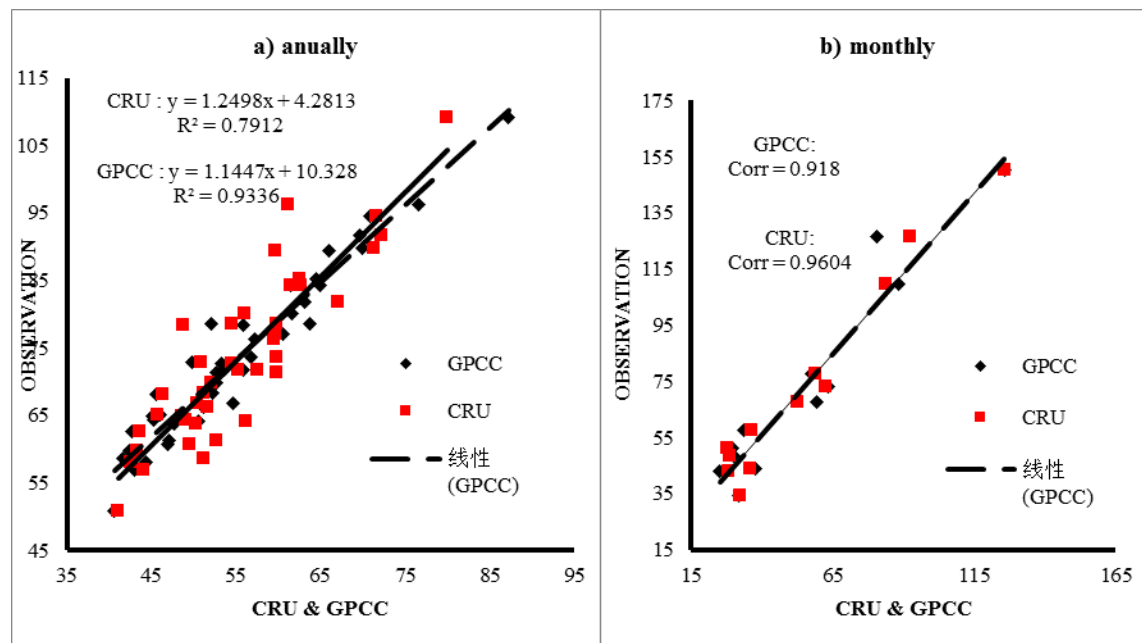 a) anually
CRU : y = 1.2498x + 4.2813
R² = 0.7912
GPCC : y = 1.1447x + 10.328
R² = 0.9336
OBSERVATION
115
105
95
85
75
65
55
45
GPCC
CRU
线性
(GPCC)
35
45
55
65
75
85
95
CRU & GPCC
b) monthly
GPCC:
Corr = 0.918
CRU:
Corr = 0.9604
OBSERVATION
175
155
135
115
95
75
55
35
15
GPCC
CRU
线性
(GPCC)
15
65
115
165
CRU & GPCC